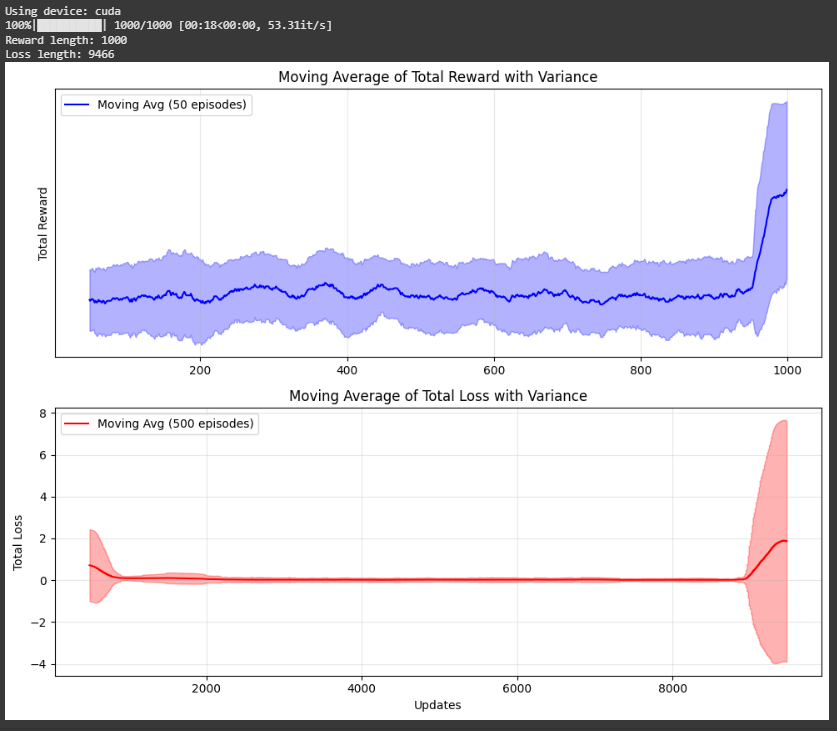 Using device: cuda
100%|██████████| 1000/1000 [00:18<00:00, 53.31it/s]
Reward length: 1000
Loss length: 9466
Moving Average of Total Reward with Variance
Moving Avg (50 episodes)
Total Reward
200 400 600 800 1000
Moving Average of Total Loss with Variance
Moving Avg (500 episodes)
Total Loss
8
6
4
2
0
−2
−4
2000 4000 6000 8000
Updates